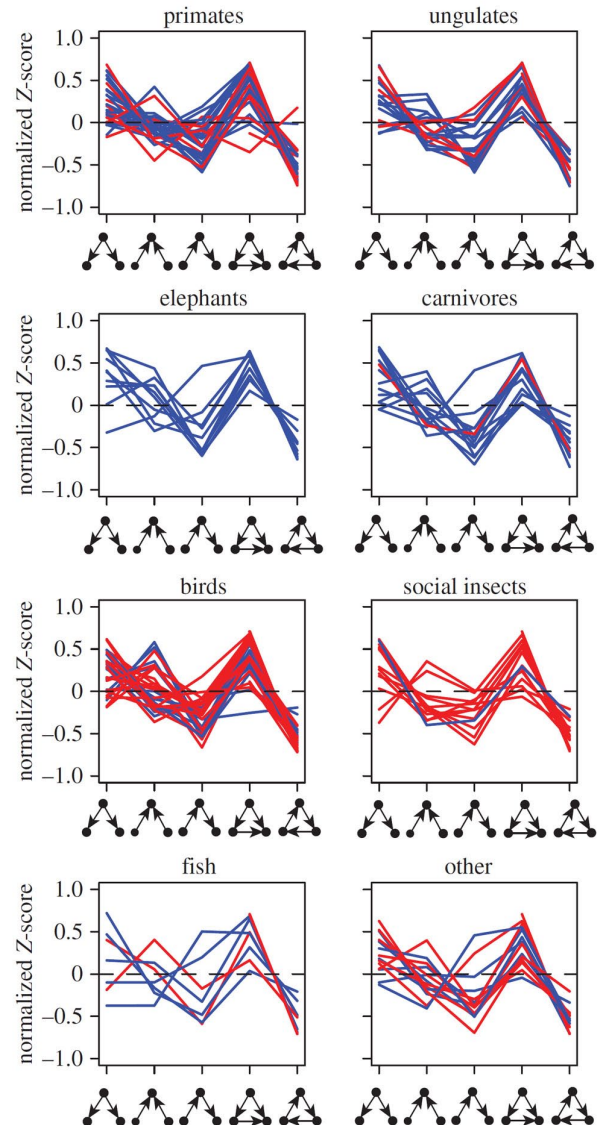 primates
ungulates
normalized Z-score
1.0
0.5
0
–0.5
–1.0
elephants
carnivores
normalized Z-score
1.0
0.5
0
–0.5
–1.0
birds
social insects
normalized Z-score
1.0
0.5
0
–0.5
–1.0
fish
other
normalized Z-score
1.0
0.5
0
–0.5
–1.0